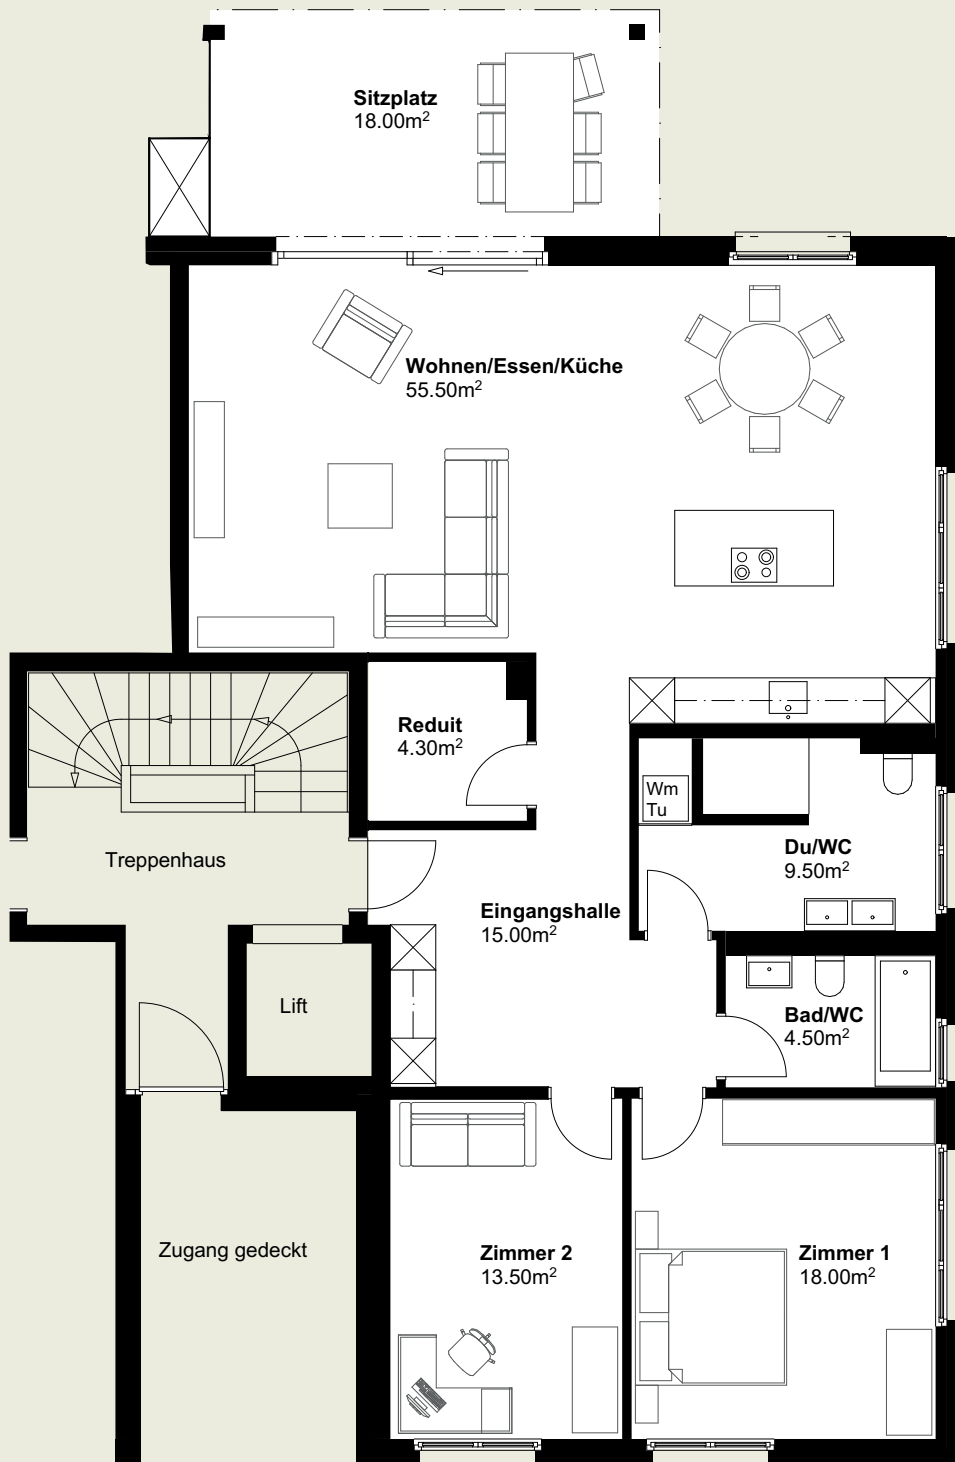 Sitzplatz
18.00m²
Wohnen/Essen/Küche
55.50m²
Reduit
4.30m²
Wm
Tu
Du/WC
9.50m²
Treppenhaus
Eingangshalle
15.00m²
Lift
Bad/WC
4.50m²
Zugang gedeckt
Zimmer 2
13.50m²
Zimmer 1
18.00m²